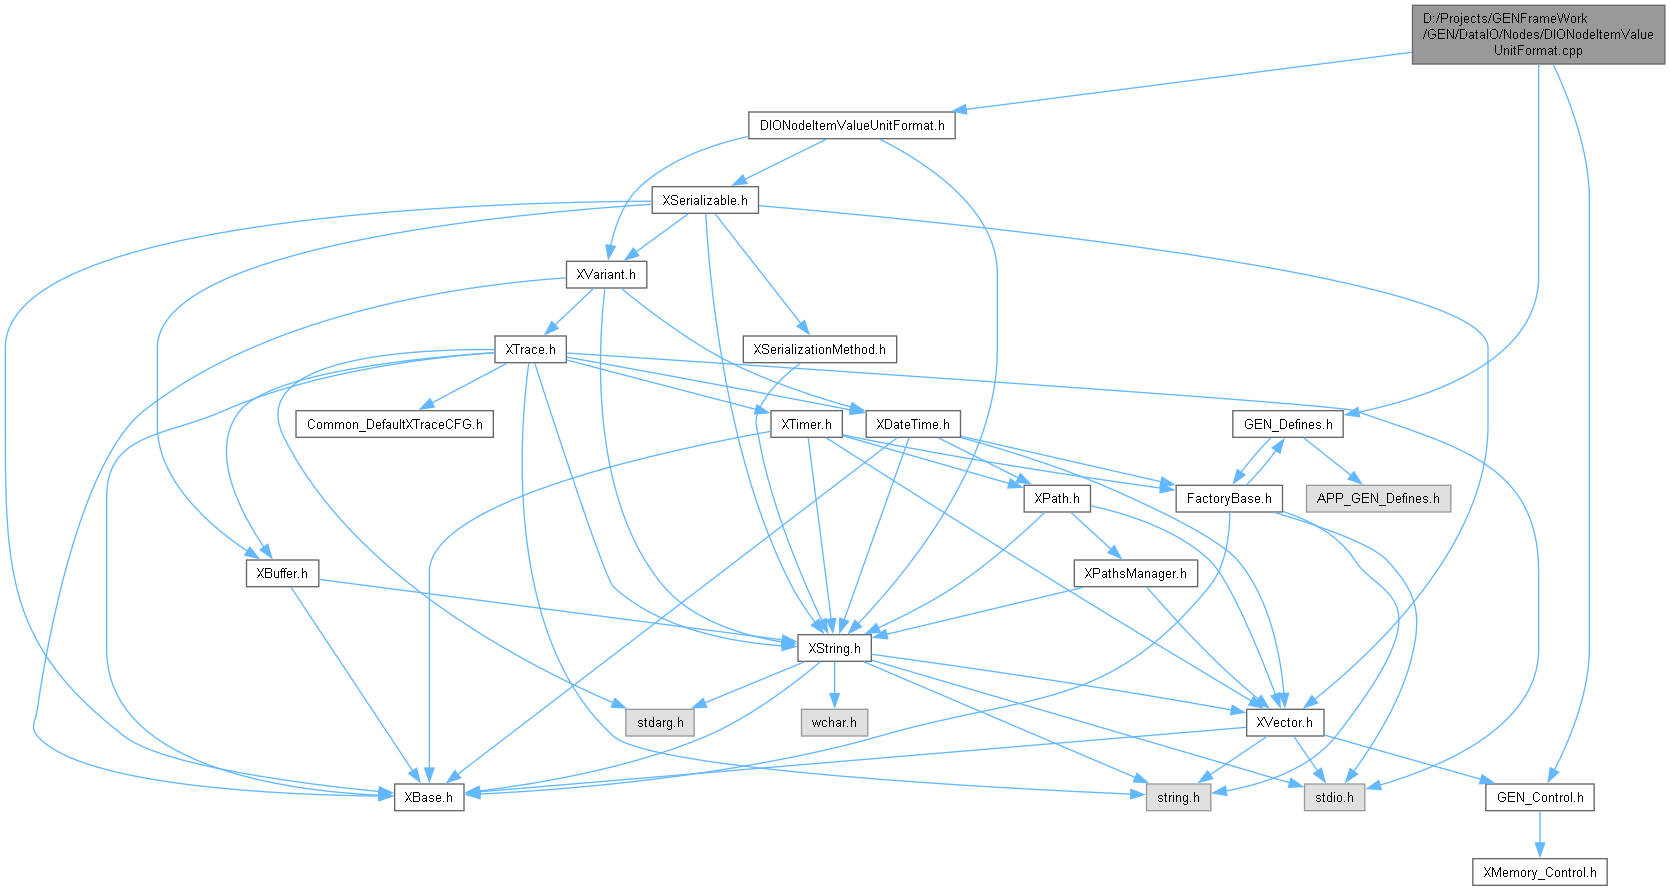 D:/Projects/GENFrameWork
/GEN/DataIO/Nodes/DIONodeItemValue
UnitFormat.cpp
DIONodeItemValueUnitFormat.h
XSerializable.h
XVariant.h
XTrace.h
XSerializationMethod.h
Common_DefaultXTraceCFG.h
XTimer.h
XDateTime.h
GEN_Defines.h
XPath.h
FactoryBase.h
APP_GEN_Defines.h
XBuffer.h
XPathsManager.h
XString.h
stdarg.h
wchar.h
XVector.h
XBase.h
string.h
stdio.h
GEN_Control.h
XMemory_Control.h